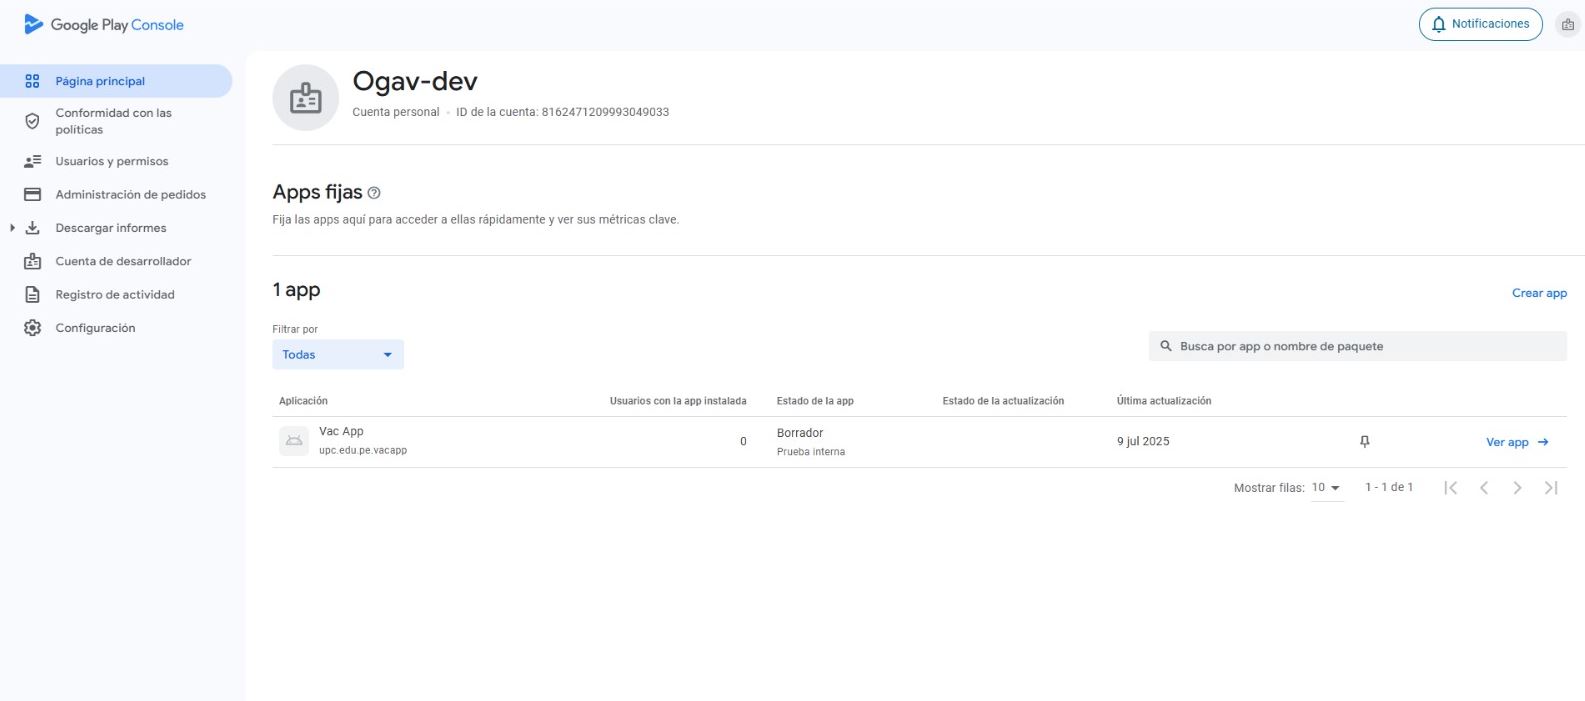 Google Play Console
Notificaciones
Página principal
Conformidad con las
políticas
Usuarios y permisos
Administración de pedidos
Descargar informes
Cuenta de desarrollador
Registro de actividad
Configuración
Ogav-dev
Cuenta personal • ID de la cuenta: 8162471209993049033
Apps fijas
Fija las apps aquí para acceder a ellas rápidamente y ver sus métricas clave.
1 app
Crear app
Filtrar por
Todas
Busca por app o nombre de paquete
Aplicación Usuarios con la app instalada Estado de la app Estado de la actualización Última actualización
Vac App
upc.edu.pe.vacapp
0
Borrador
Prueba interna
9 jul 2025
Ver app
Mostrar filas: 10 1 - 1 de 1